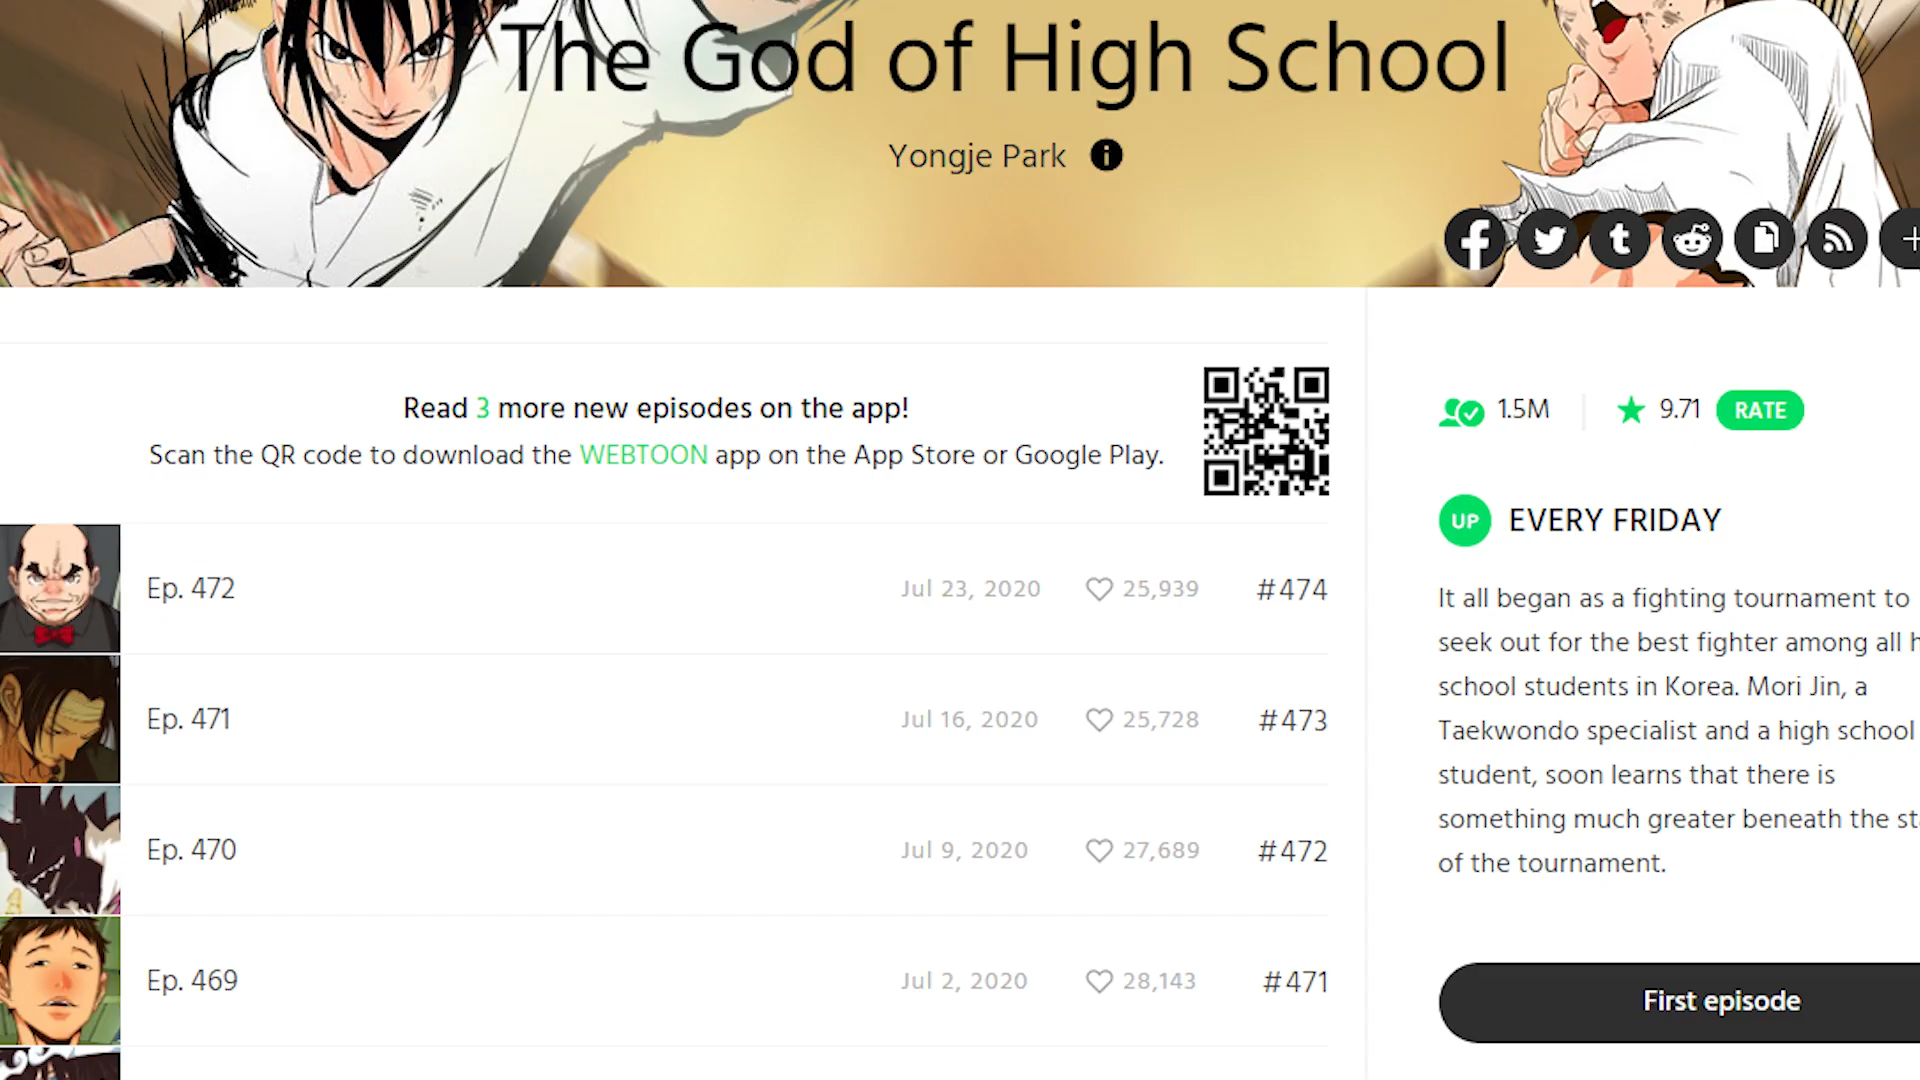 The God of High School
Yongje Park
Read 3 more new episodes on the app!
Scan the QR code to download the WEBTOON app on the App Store or Google Play.
Ep. 472 Jul 23, 2020 25,939 #474
Ep. 471 Jul 16, 2020 25,728 #473
Ep. 470 Jul 9, 2020 27,689 #472
Ep. 469 Jul 2, 2020 28,143 #471
1.5M 9.71 RATE
UP EVERY FRIDAY
It all began as a fighting tournament to
seek out for the best fighter among all
school students in Korea. Mori Jin, a
Taekwondo specialist and a high school
student, soon learns that there is
something much greater beneath the
of the tournament.
First episode